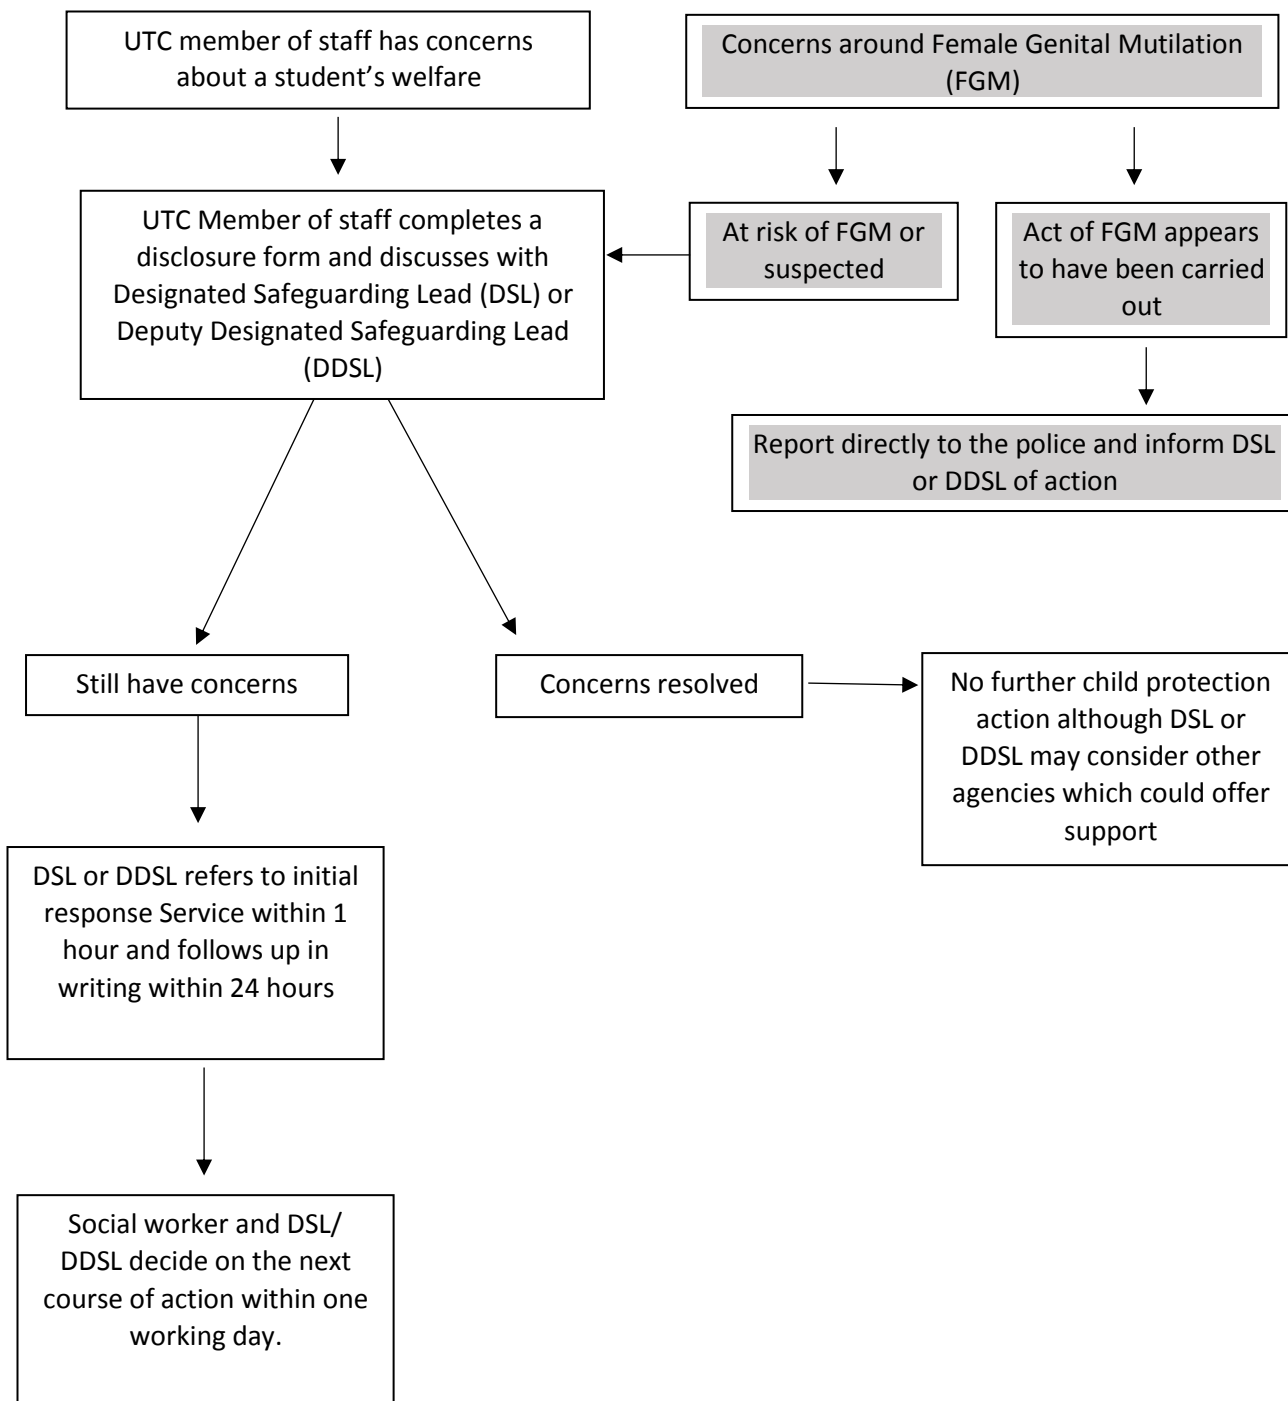 UTC member of staff has concerns
about a student’s welfare
Concerns around Female Genital Mutilation
(FGM)
UTC Member of staff completes a
disclosure form and discusses with
Designated Safeguarding Lead (DSL) or
Deputy Designated Safeguarding Lead
(DDSL)
At risk of FGM or
suspected
Act of FGM appears
to have been carried
out
Report directly to the police and inform DSL
or DDSL of action
Still have concerns
Concerns resolved
No further child protection
action although DSL or
DDSL may consider other
agencies which could offer
support
DSL or DDSL refers to initial
response Service within 1
hour and follows up in
writing within 24 hours
Social worker and DSL/
DDSL decide on the next
course of action within one
working day.